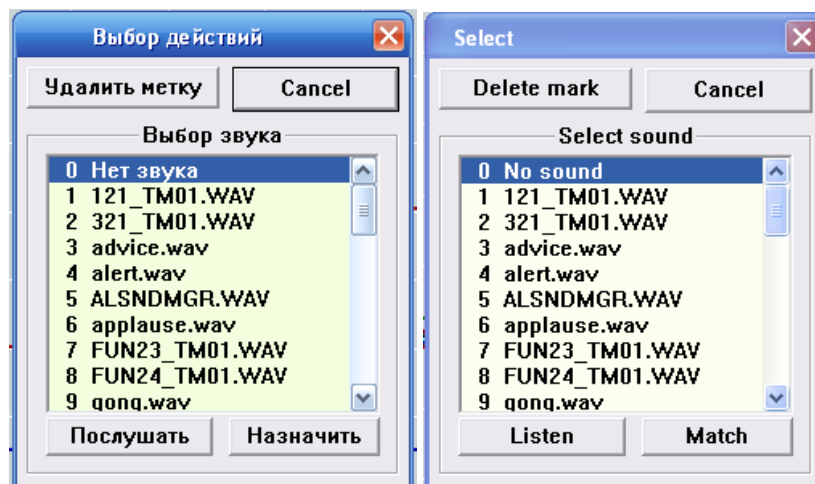 Выбор действий
Удалить метку Cancel
Выбор звука
0 Нет звука
1 121_TM01.WAV
2 321_TM01.WAV
3 advice.wav
4 alert.wav
5 ALSNDMGR.WAV
6 applause.wav
7 FUN23_TM01.WAV
8 FUN24_TM01.WAV
9 gong.wav
Послушать Назначить
Select
Delete mark Cancel
Select sound
0 No sound
1 121_TM01.WAV
2 321_TM01.WAV
3 advice.wav
4 alert.wav
5 ALSNDMGR.WAV
6 applause.wav
7 FUN23_TM01.WAV
8 FUN24_TM01.WAV
9 gong.wav
Listen Match